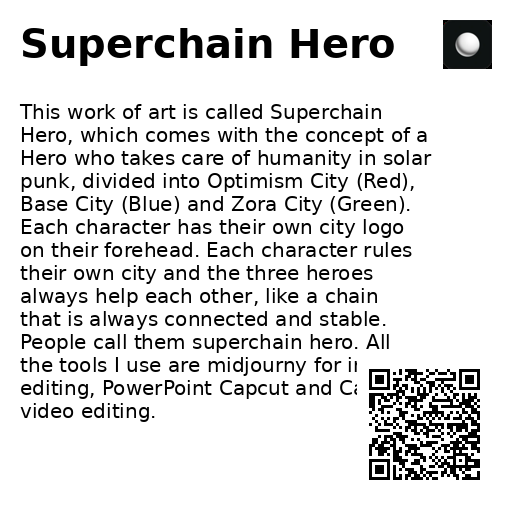 Superchain Hero
This work of art is called Superchain
Hero, which comes with the concept of a
Hero who takes care of humanity in solar
punk, divided into Optimism City (Red),
Base City (Blue) and Zora City (Green).
Each character has their own city logo
on their forehead. Each character rules
their own city and the three heroes
always help each other, like a chain
that is always connected and stable.
People call them superchain hero. All
the tools I use are midjourny for
editing, PowerPoint Capcut and
video editing.